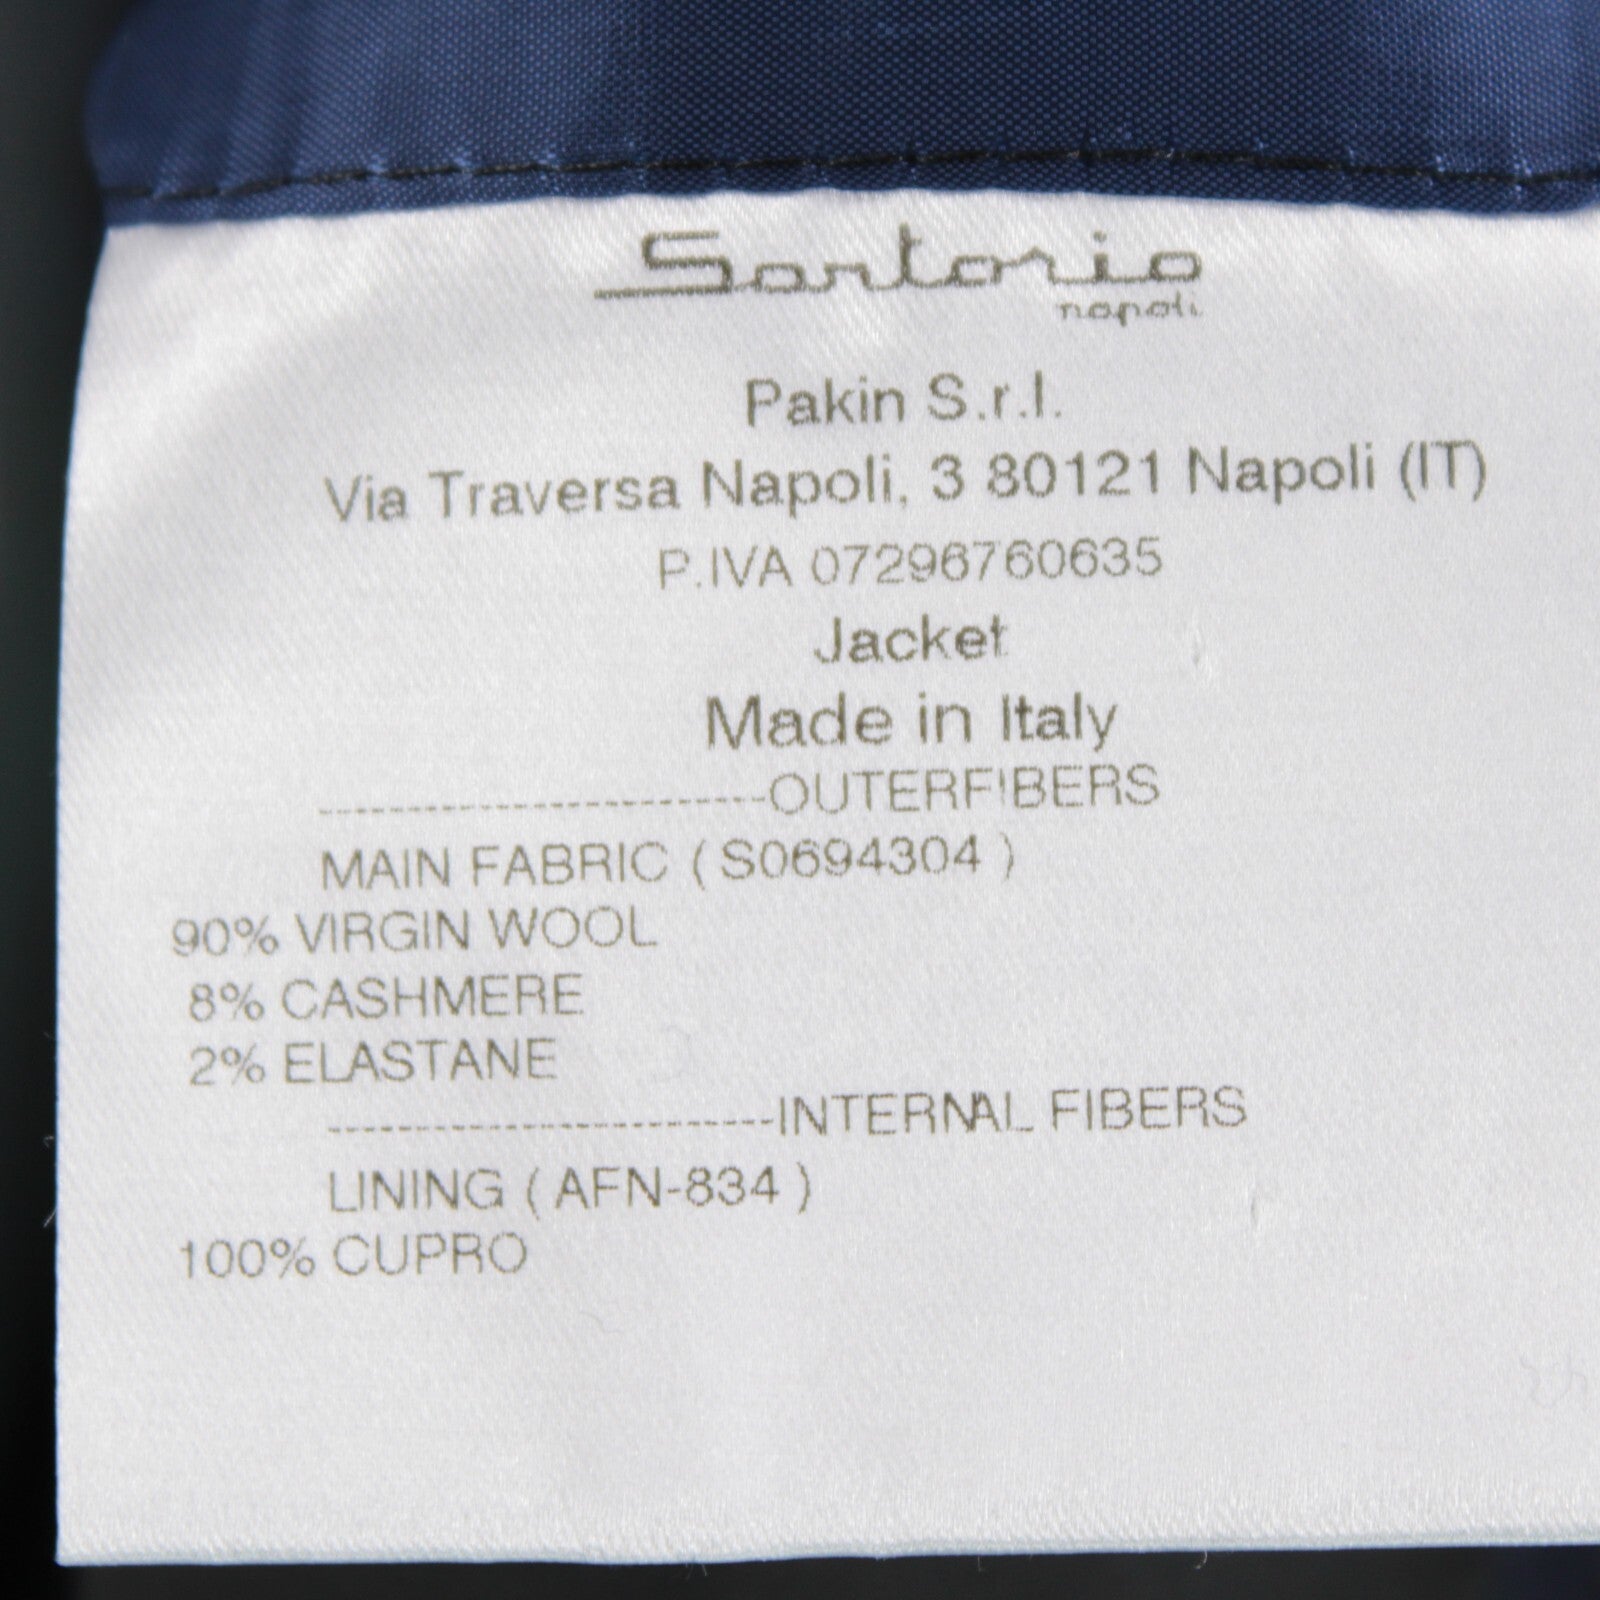 Sartorio
napoli
Pakin S.r.l.
Via Traversa Napoli, 3 80121 Napoli (IT)
P.IVA 07296760635
Jacket
Made in Italy
-------------------------OUTERFIBERS
MAIN FABRIC ( S0694304 )
90% VIRGIN WOOL
8% CASHMERE
2% ELASTANE
-------------------------INTERNAL FIBERS
LINING ( AFN-834 )
100% CUPRO